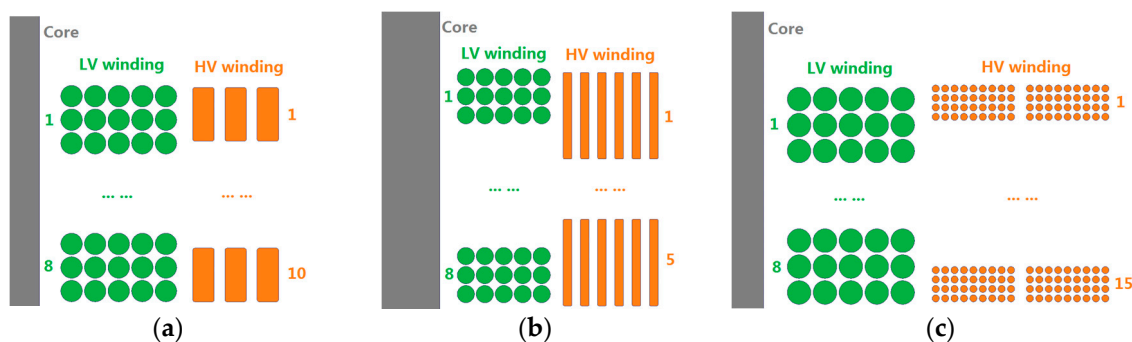 Core
LV winding
HV winding
1
1
... ...
... ...
8
10
(a)
Core
LV winding
HV winding
1
1
... ...
... ...
8
5
(b)
Core
LV winding
HV winding
1
1
... ...
... ...
8
15
(c)